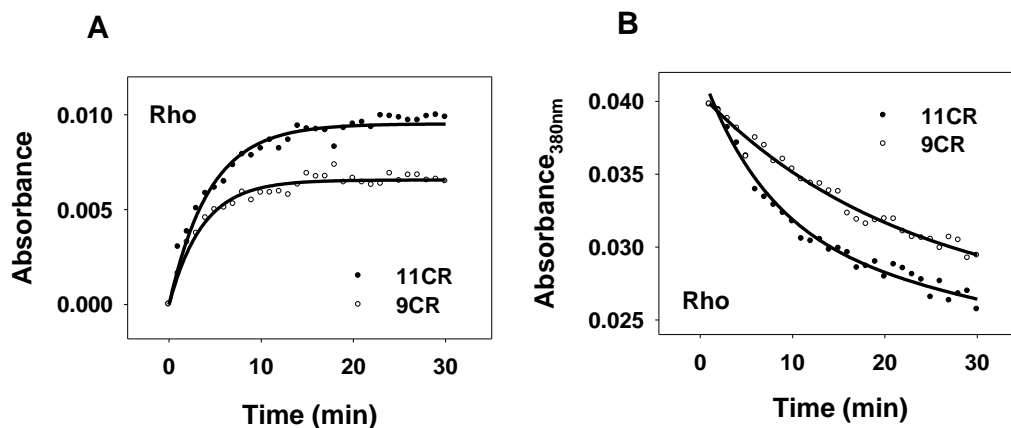 A
Absorbance
0.010
0.005
0.000
Rho
11CR
9CR
0
10
20
30
Time (min)
B
Absorbance380nm
0.040
0.035
0.030
0.025
11CR
9CR
Rho
0
10
20
30
Time (min)